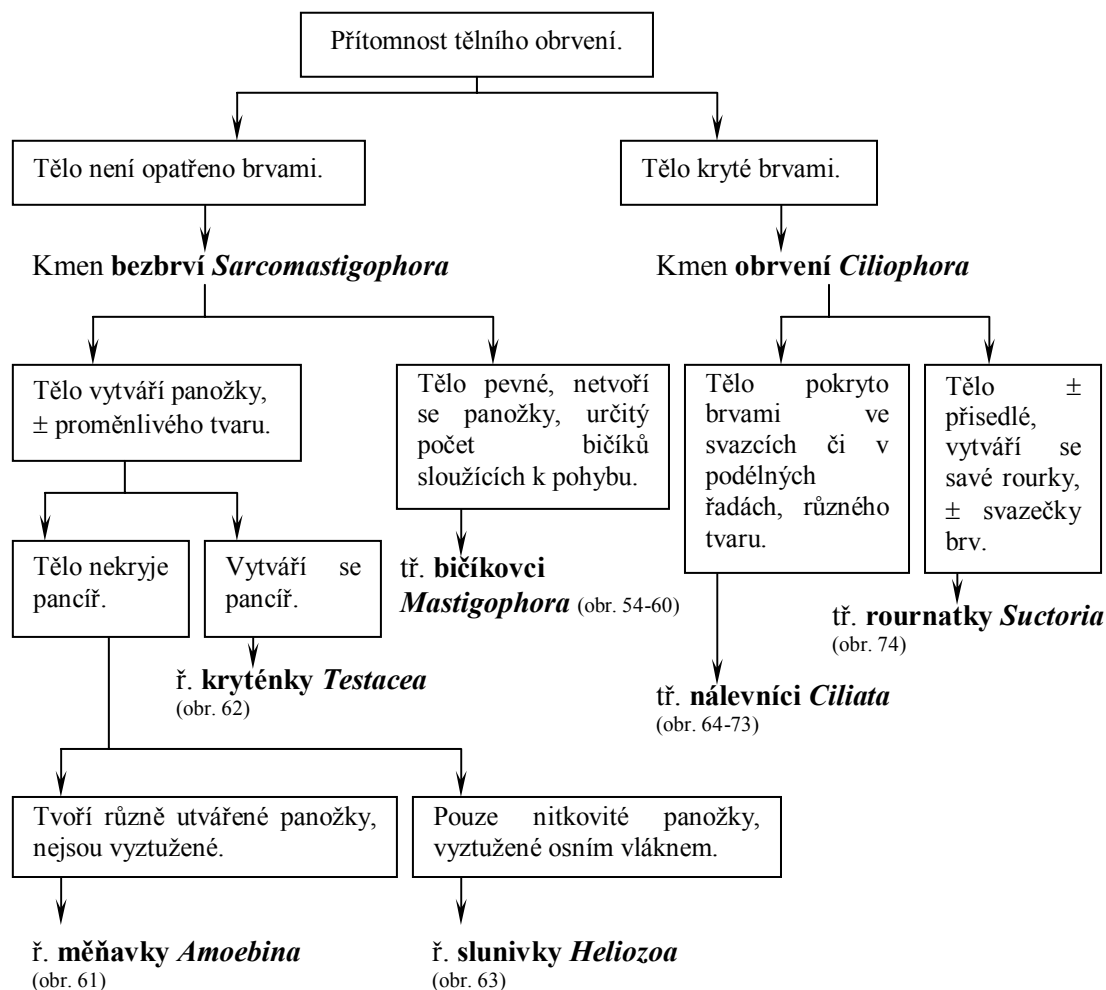 Přítomnost tělního obrvení.
Tělo není opatřeno brvami.
Tělo kryté brvami.
Kmen bezbrví Sarcomastigophora
Kmen obrvení Ciliophora
Tělo vytváří panožky,
± proměnlivého tvaru.
Tělo pevné, netvoří
se panožky, určitý
počet bičíků
sloužících k pohybu.
Tělo pokryto
brvami ve
svazcích či v
podélných
řadách, různého
tvaru.
Tělo ±
přisedlé,
vytváří se
savé rourky,
± svazečky
brv.
Tělo nekryje
pancíř.
Vytváří se
pancíř.
tř. bičíkovci
Mastigophora (obr. 54-60)
tř. rournatky Suctoria
(obr. 74)
ř. kryténky Testacea
(obr. 62)
tř. nálevníci Ciliata
(obr. 64-73)
Tvoří různě utvářené panožky,
nejsou vyztužené.
Pouze nitkovité panožky,
vyztužené osním vláknem.
ř. měňavky Amoebina
(obr. 61)
ř. slunivky Heliozoa
(obr. 63)